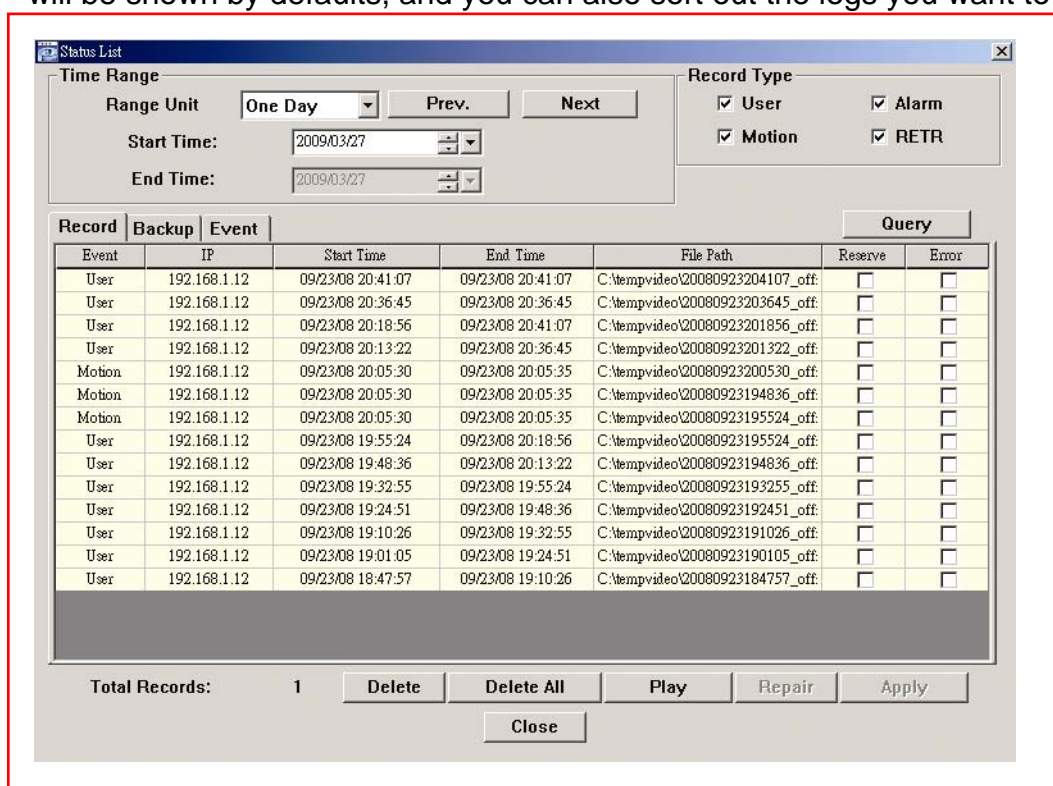 will be shown by defaults, and you can also sort out the logs you want to
Status List
Time Range
Range Unit One Day Prev. Next
Start Time: 2009/03/27
End Time: 2009/03/27
Record Type
User Alarm
Motion RETR
Record Backup Event Query
Event IP Start Time End Time File Path Reserve Error
User 192.168.1.12 09/23/08 20:41:07 09/23/08 20:41:07 C:\tempvideo\20080923204107_off:
User 192.168.1.12 09/23/08 20:36:45 09/23/08 20:36:45 C:\tempvideo\20080923203645_off:
User 192.168.1.12 09/23/08 20:18:56 09/23/08 20:41:07 C:\tempvideo\20080923201856_off:
User 192.168.1.12 09/23/08 20:13:22 09/23/08 20:36:45 C:\tempvideo\20080923201322_off:
Motion 192.168.1.12 09/23/08 20:05:30 09/23/08 20:05:35 C:\tempvideo\20080923200530_off:
Motion 192.168.1.12 09/23/08 20:05:30 09/23/08 20:05:35 C:\tempvideo\20080923194836_off:
Motion 192.168.1.12 09/23/08 20:05:30 09/23/08 20:05:35 C:\tempvideo\20080923195524_off:
User 192.168.1.12 09/23/08 19:55:24 09/23/08 20:18:56 C:\tempvideo\20080923195524_off:
User 192.168.1.12 09/23/08 19:48:36 09/23/08 20:13:22 C:\tempvideo\20080923194836_off:
User 192.168.1.12 09/23/08 19:32:55 09/23/08 19:55:24 C:\tempvideo\20080923193255_off:
User 192.168.1.12 09/23/08 19:24:51 09/23/08 19:48:36 C:\tempvideo\20080923192451_off:
User 192.168.1.12 09/23/08 19:10:26 09/23/08 19:32:55 C:\tempvideo\20080923191026_off:
User 192.168.1.12 09/23/08 19:01:05 09/23/08 19:24:51 C:\tempvideo\20080923190105_off:
User 192.168.1.12 09/23/08 18:47:57 09/23/08 19:10:26 C:\tempvideo\20080923184757_off:
Total Records: 1 Delete Delete All Play Repair Apply
Close